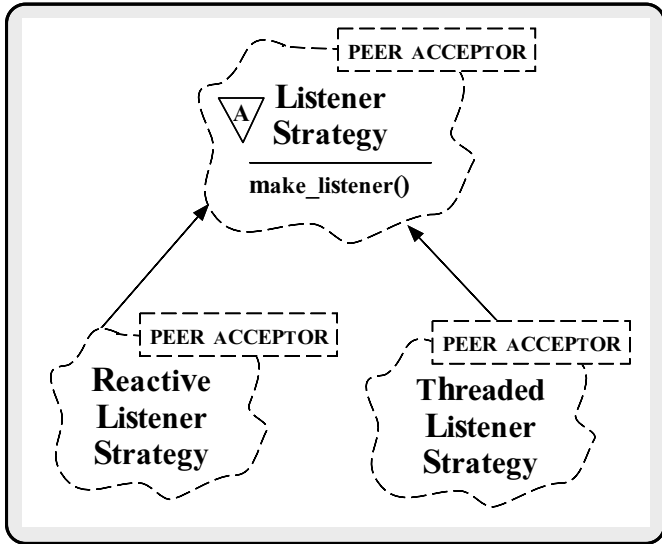 PEER ACCEPTOR
Listener
A
Strategy
make_listener()
PEER ACCEPTOR
PEER ACCEPTOR
Reactive
Listener
Strategy
Threaded
Listener
Strategy